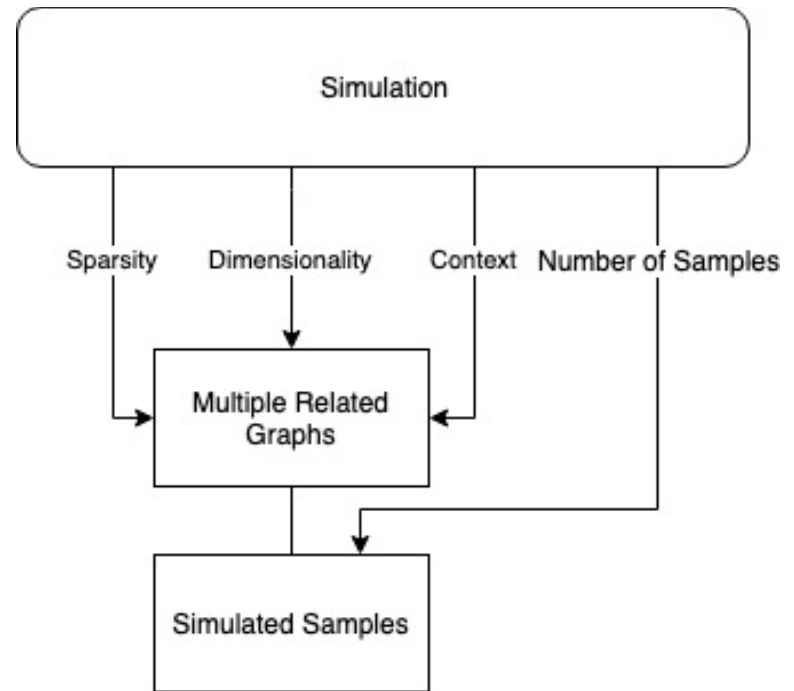 Simulation
Sparsity
Dimensionality
Context
Number of Samples
Multiple Related
Graphs
Simulated Samples